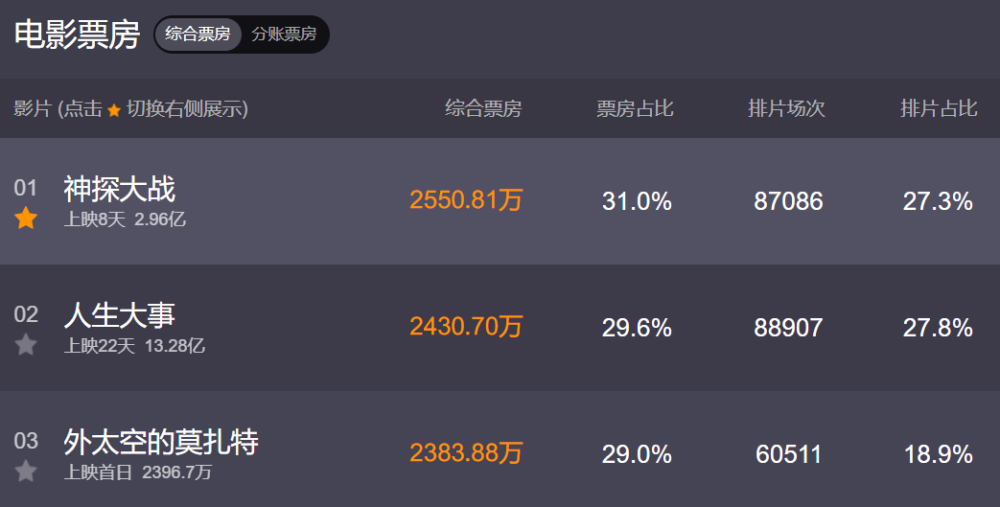 电影票房 综合票房 分账票房
影片 (点击★切换右侧展示) 综合票房 票房占比 排片场次 排片占比
01 神探大战 2550.81万 31.0% 87086 27.3%
上映8天 2.96亿
02 人生大事 2430.70万 29.6% 88907 27.8%
上映22天 13.28亿
03 外太空的莫扎特 2383.88万 29.0% 60511 18.9%
上映首日 2396.7万